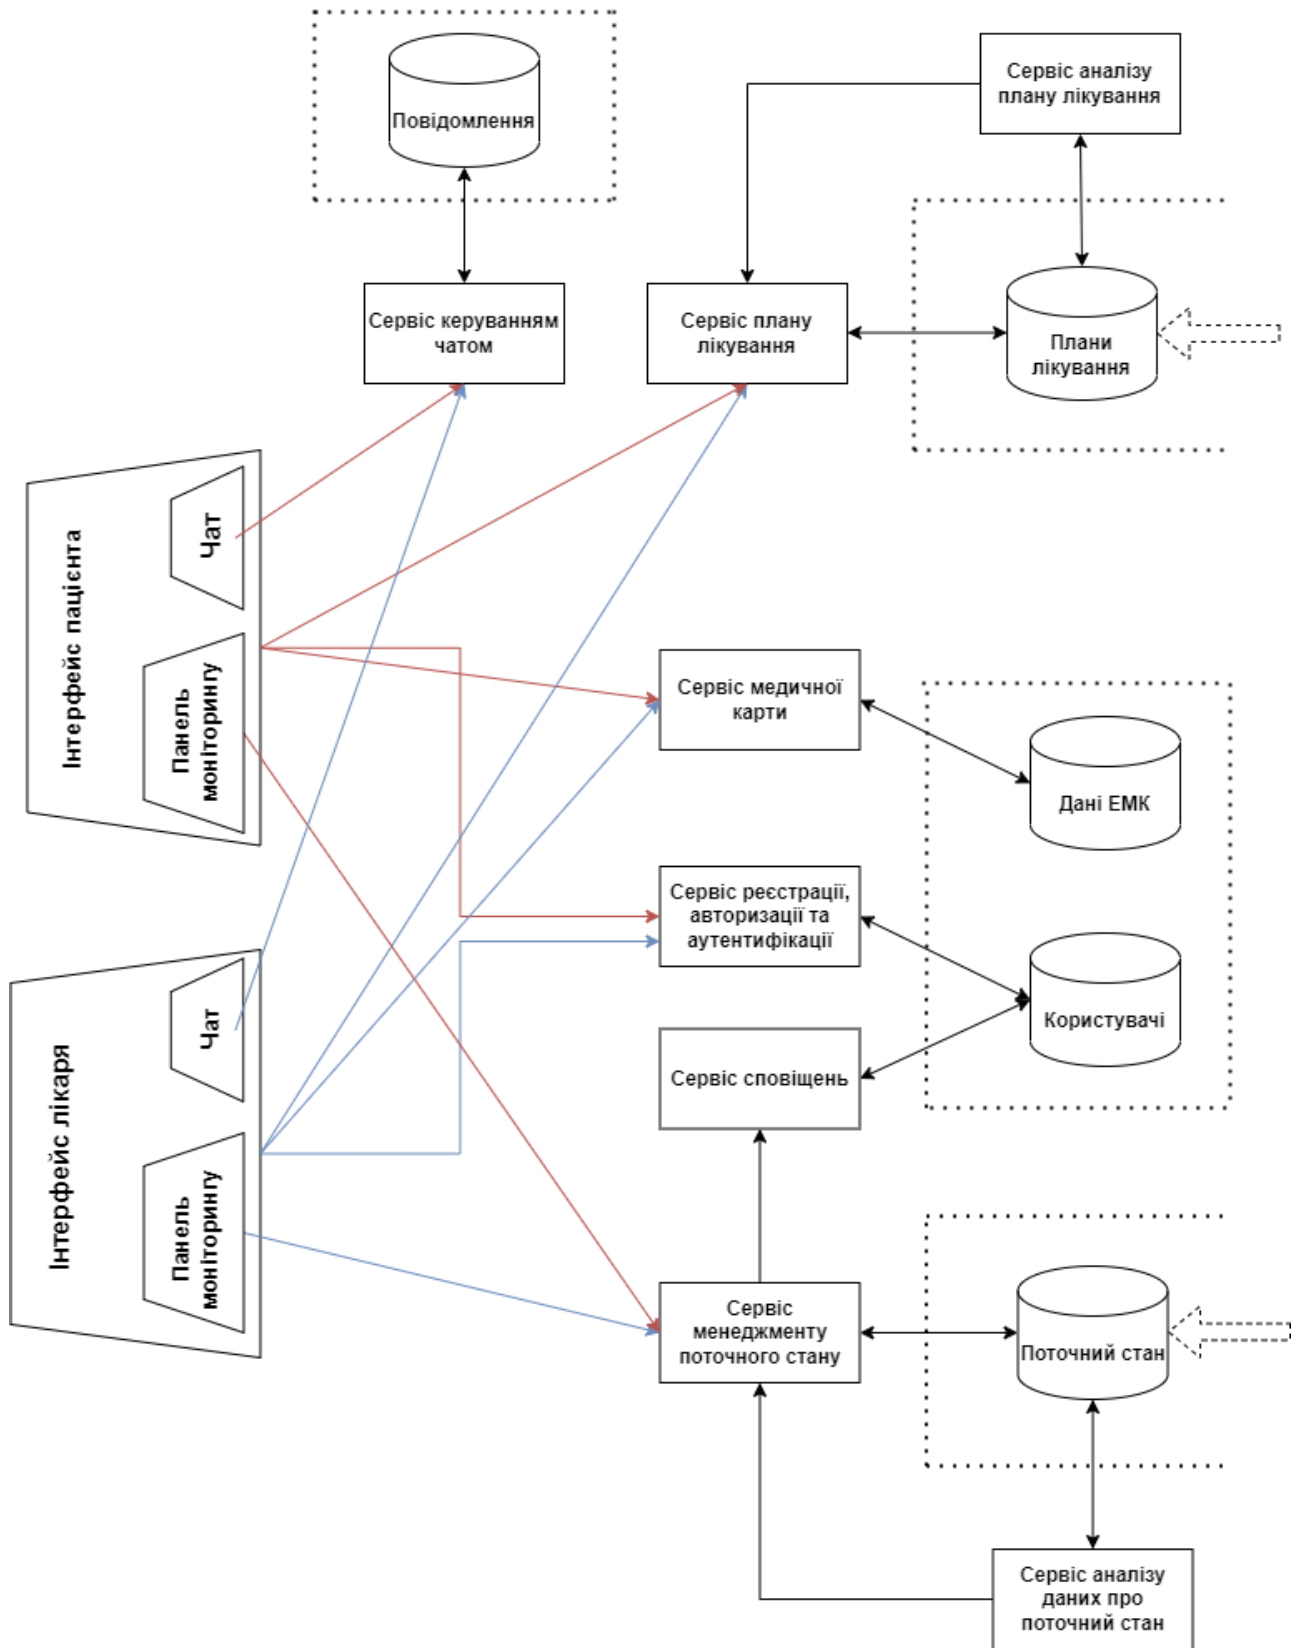 Повідомлення
Сервіс аналізу
плану лікування
Сервіс керуванням
чатом
Сервіс плану
лікування
Плани
лікування
Інтерфейс пацієнта
Чат
Панель
моніторингу
Сервіс медичної
карти
Дані ЕМК
Сервіс реєстрації,
авторизації та
аутентифікації
Користувачі
Сервіс сповіщень
Інтерфейс лікаря
Чат
Панель
моніторингу
Сервіс
менеджменту
поточного стану
Поточний стан
Сервіс аналізу
даних про
поточний стан